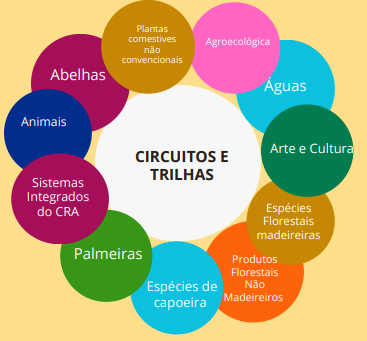 Plantas
comestives
não
convencionais
Agroecológica
Águas
Arte e Cultura
Espécies
Florestais
madeireiras
Produtos
Florestais
Não
Madeireiros
Espécies de
capoeira
Palmeiras
Sistemas
Integrados
do CRA
Animais
Abelhas
CIRCUITOS E
TRILHAS